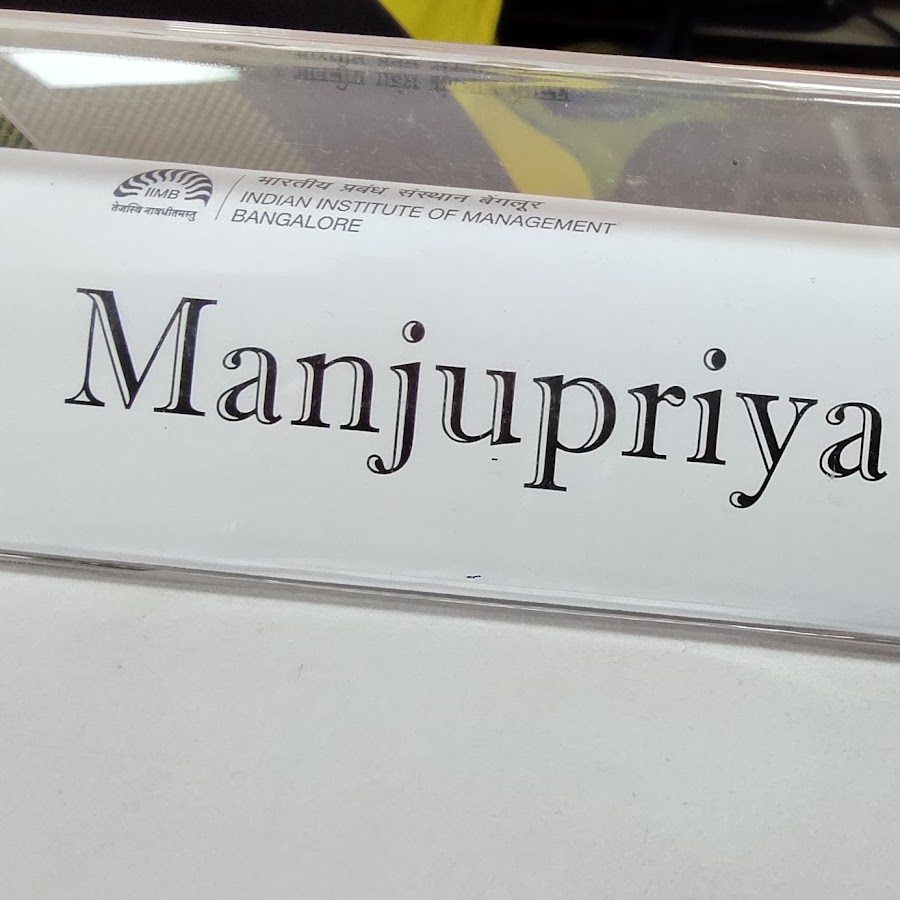 IIMB
तेजस्वि नावधीतमस्तु
भारतीय प्रबंध संस्थान बेंगलूर
INDIAN INSTITUTE OF MANAGEMENT
BANGALORE
Manjupriya